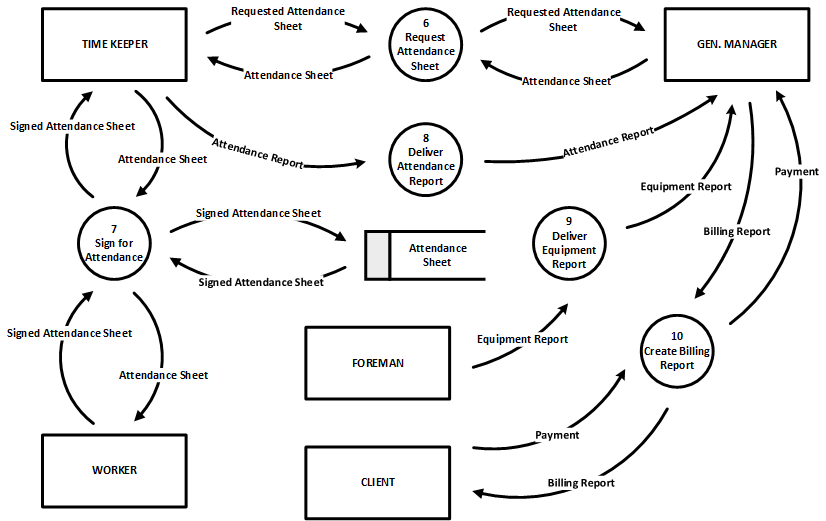 TIME KEEPER
Requested Attendance
Sheet
6
Request
Attendance
Sheet
Requested Attendance
Sheet
GEN. MANAGER
Attendance Sheet
Attendance Sheet
Signed Attendance Sheet
Attendance Sheet
Attendance Report
8
Deliver
Attendance
Report
Attendance Report
Equipment Report
Payment
7
Sign for
Attendance
Signed Attendance Sheet
Signed Attendance Sheet
Attendance
Sheet
9
Deliver
Equipment
Report
Billing Report
Signed Attendance Sheet
Attendance Sheet
FOREMAN
Equipment Report
10
Create Billing
Report
WORKER
CLIENT
Payment
Billing Report